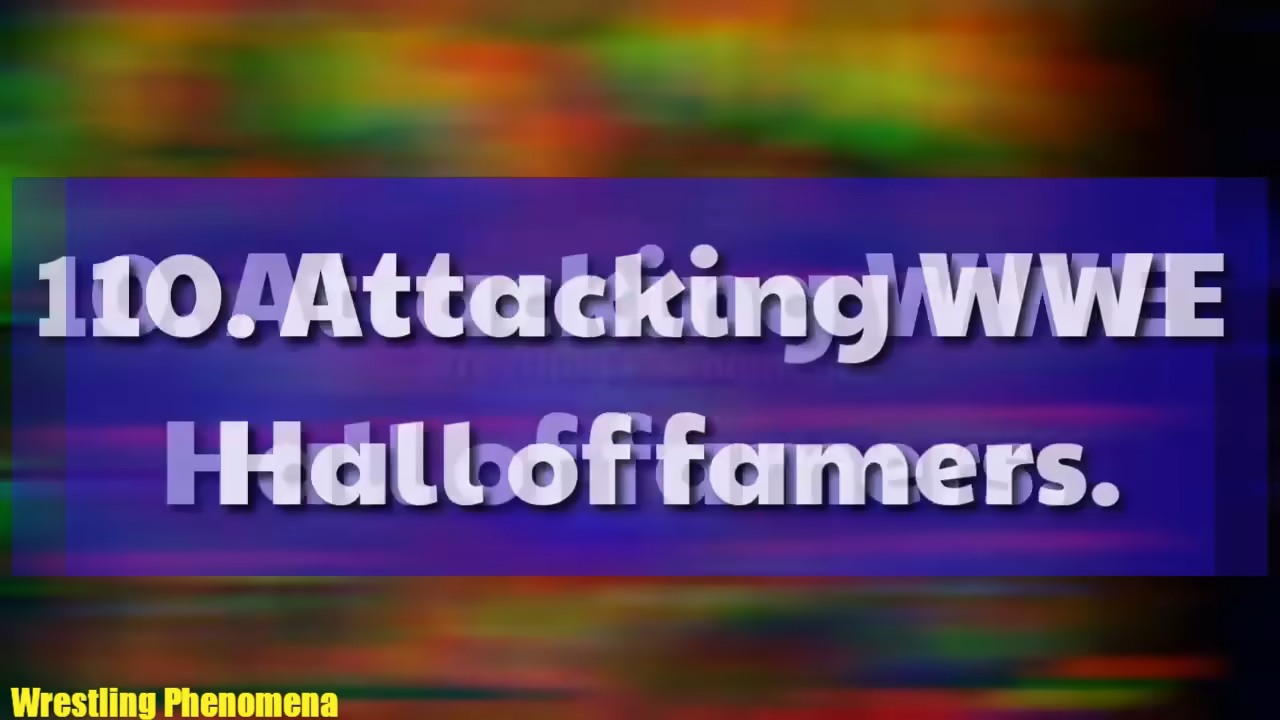 110. Attacking WWE
Hall of famers.
Wrestling Phenomena